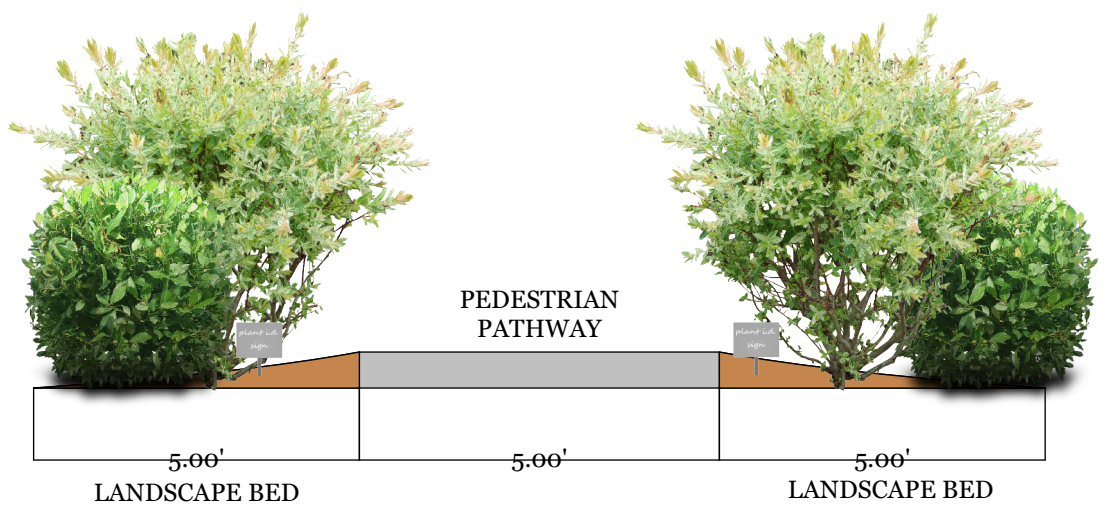 PEDESTRIAN
PATHWAY
plant i.d.
sign
plant i.d.
sign
5.00'
5.00'
5.00'
LANDSCAPE BED
LANDSCAPE BED